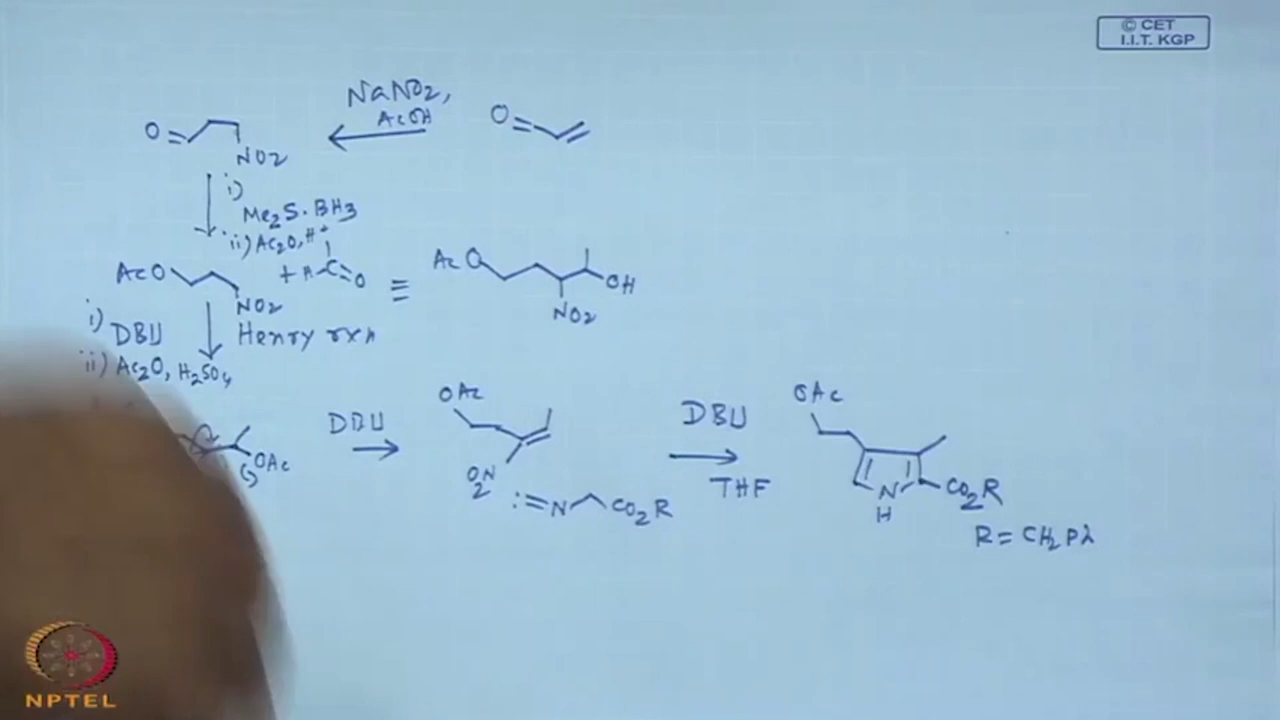 © CET
I.I.T. KGP
NaNO2,
AcOH
O
O
NO2
i)
Me2S·BH3
ii) Ac2O, H+
AcO
+ H C O
≡
AcO
OH
NO2
NO2
i)
DBU
Henry rxn
ii) Ac2O, H2SO4
OAc
DBU
OAc
DBU
OAc
O2N
THF
N
H
CO2R
:=N CO2R
R = CH2Ph
NPTEL